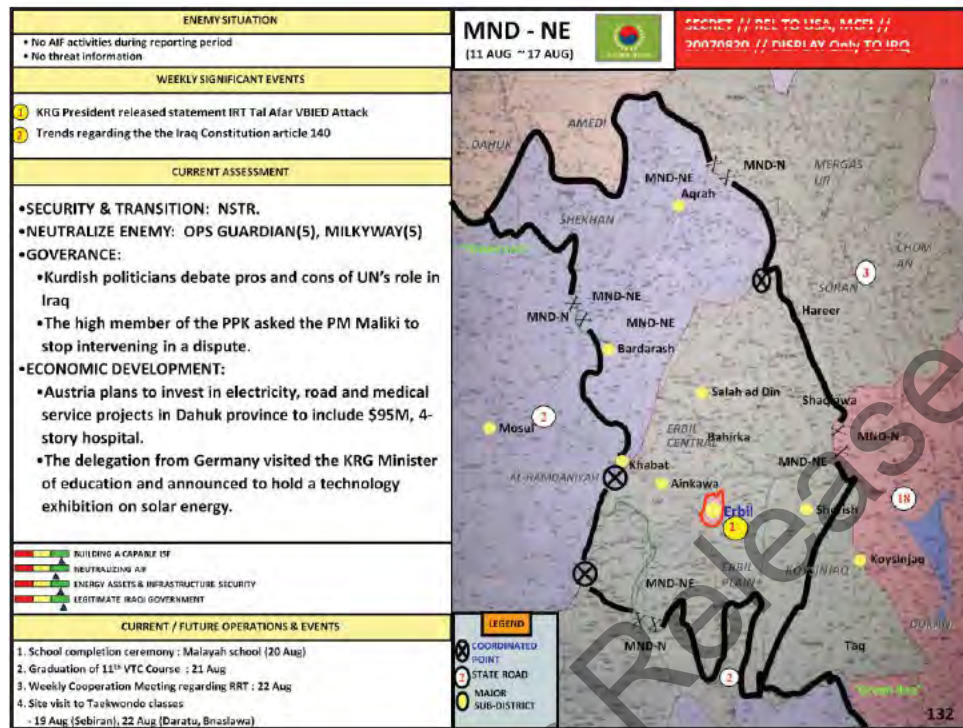 ENEMY SITUATION
• No AIF activities during reporting period
• No threat information
WEEKLY SIGNIFICANT EVENTS
1 KRG President released statement IRT Tal Afar VBIED Attack
2 Trends regarding the the Iraq Constitution article 140
CURRENT ASSESSMENT
•SECURITY & TRANSITION: NSTR.
•NEUTRALIZE ENEMY: OPS GUARDIAN(5), MILKYWAY(5)
•GOVERANCE:
•Kurdish politicians debate pros and cons of UN's role in
Iraq
•The high member of the PPK asked the PM Maliki to
stop intervening in a dispute.
•ECONOMIC DEVELOPMENT:
•Austria plans to invest in electricity, road and medical
service projects in Dahuk province to include $95M, 4-
story hospital.
•The delegation from Germany visited the KRG Minister
of education and announced to hold a technology
exhibition on solar energy.
BUILDING A CAPABLE ISF
NEUTRALIZING AIF
ENERGY ASSETS & INFRASTRUCTURE SECURITY
LEGITIMATE IRAQI GOVERNMENT
CURRENT / FUTURE OPERATIONS & EVENTS
1. School completion ceremony : Malayah school (20 Aug)
2. Graduation of 11th VTC Course : 21 Aug
3. Weekly Cooperation Meeting regarding RRT : 22 Aug
4. Site visit to Taekwondo classes
- 19 Aug (Sebiran), 22 Aug (Daratu, Bnaslawa)
MND - NE
(11 AUG ~ 17 AUG)
SECRET // REL TO USA, MCFI //
20070820 // DISPLAY Only TO IRQ
AMEDI
DAHUK
MND-N
MERGAS
UR
MND-NE
Aqrah
SHEKHAN
CHOM
AN
3
SORAN
Hareer
MND-NE
MND-N
MND-NE
Bardarash
Salah ad Din
Shaqlawa
2
Mosul
ERBIL
CENTRAL
Bahirka
MND-N
Khabat
MND-NE
AL-HAMDANIYAH
Ainkawa
18
Erbil
Shorish
1
Koysinjaq
ERBIL
PLAIN
KOYSINJAQ
MND-NE
DUKAN
MND-N
Taq
2
"Green line"
LEGEND
COORDINATED
POINT
2 STATE ROAD
MAJOR
SUB-DISTRICT
132
Release